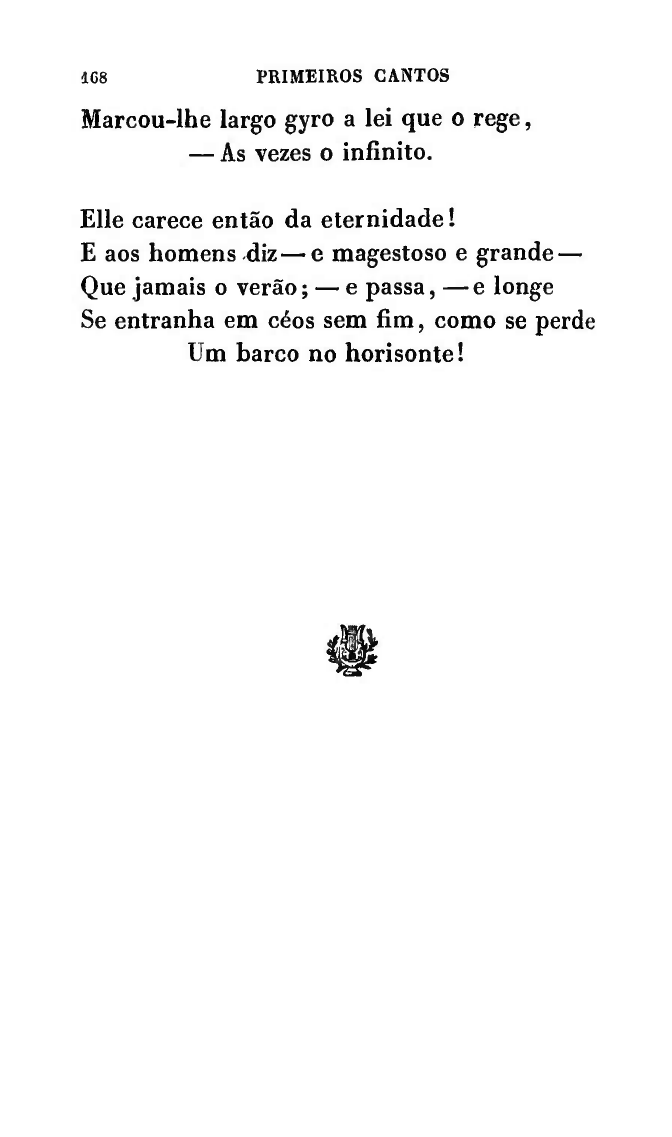 168 PRIMEIROS CANTOS
Marcou-lhe largo gyro a lei que o rege,
— As vezes o infinito.
Elle carece então da eternidade!
E aos homens diz — e magestoso e grande —
Que jamais o verão; — e passa, — e longe
Se entranha em céos sem fim, como se perde
Um barco no horisonte!